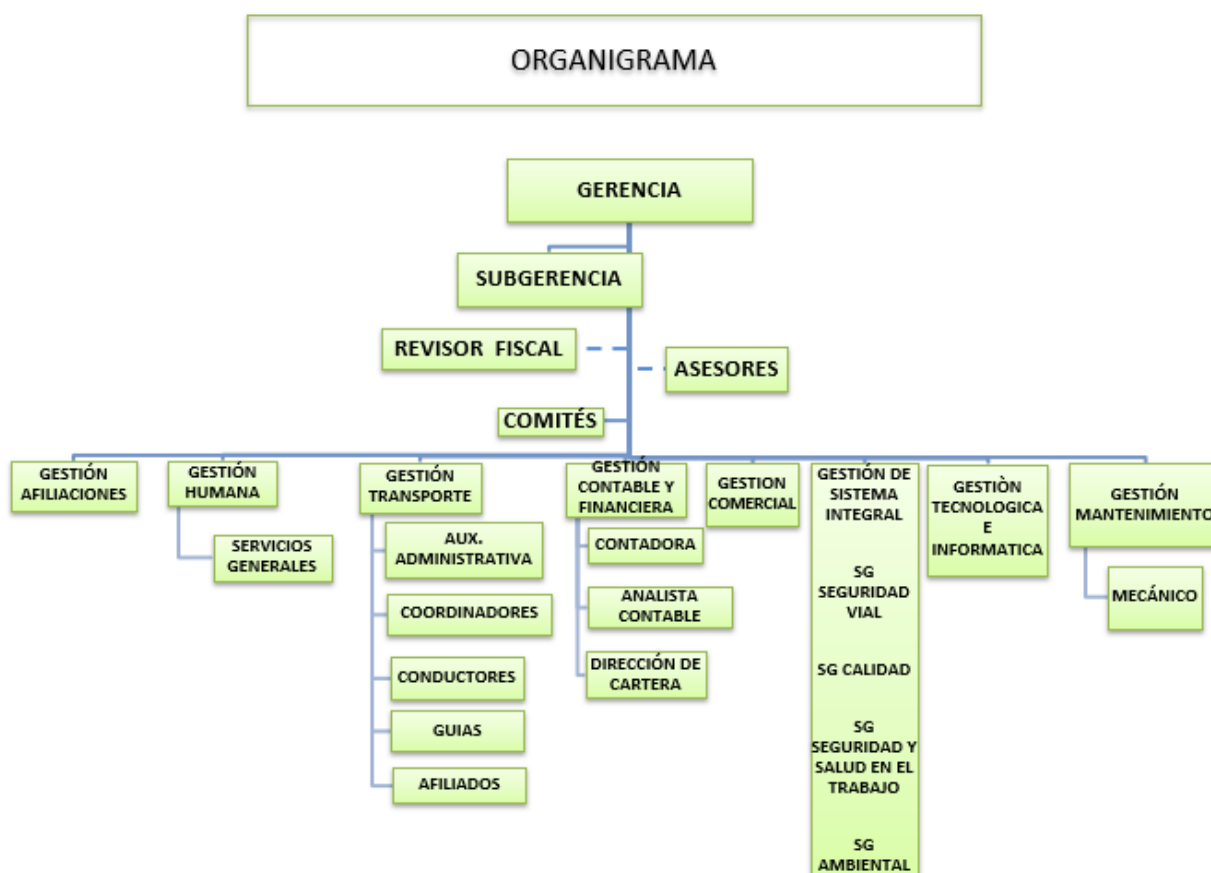 ORGANIGRAMA
GERENCIA
SUBGERENCIA
REVISOR FISCAL
ASESORES
COMITÉS
GESTIÓN
AFILIACIONES
GESTIÓN
HUMANA
SERVICIOS
GENERALES
GESTIÓN
TRANSPORTE
AUX.
ADMINISTRATIVA
COORDINADORES
CONDUCTORES
GUIAS
AFILIADOS
GESTIÓN
CONTABLE Y
FINANCIERA
CONTADORA
ANALISTA
CONTABLE
DIRECCIÓN DE
CARTERA
GESTION
COMERCIAL
GESTIÓN DE
SISTEMA
INTEGRAL
SG
SEGURIDAD
VIAL
SG CALIDAD
SG
SEGURIDAD Y
SALUD EN EL
TRABAJO
SG
AMBIENTAL
GESTIÒN
TECNOLOGICA
E
INFORMATICA
GESTIÓN
MANTENIMIENTO
MECÁNICO